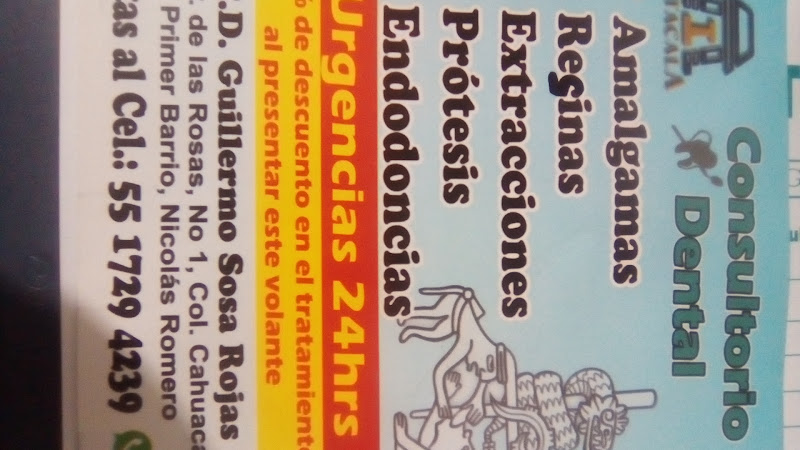 Consultorio
Dental
Amalgamas
Reginas
Extracciones
Prótesis
Endodoncias
Urgencias 24hrs
% de descuento en el tratamiento
al presentar este volante
.D. Guillermo Sosa Rojas
de las Rosas, No 1, Col. Cahuaca
Primer Barrio, Nicolás Romero
tas al Cel.: 55 1729 4239